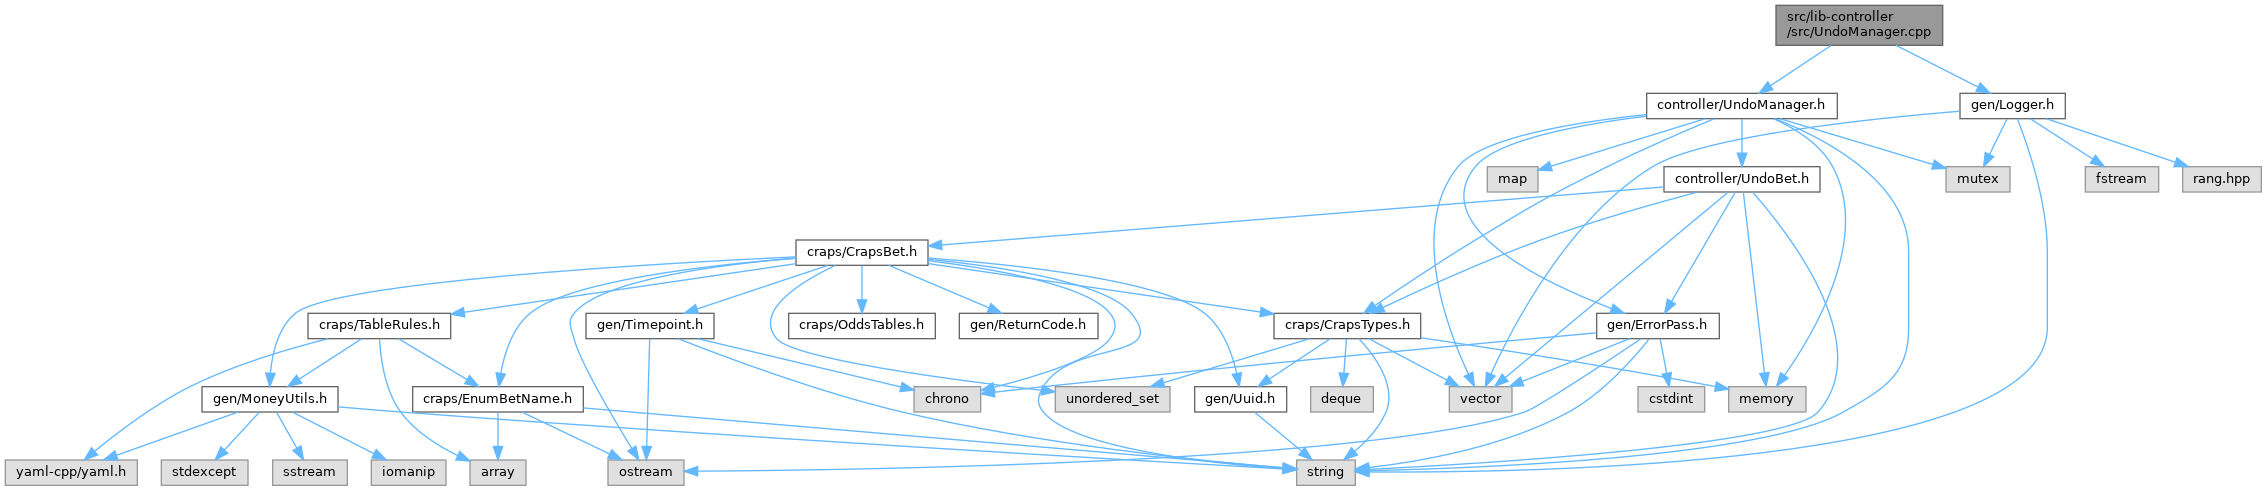 src/lib-controller
/src/UndoManager.cpp
controller/UndoManager.h
gen/Logger.h
map
controller/UndoBet.h
mutex
fstream
rang.hpp
craps/CrapsBet.h
craps/TableRules.h
gen/Timepoint.h
craps/OddsTables.h
gen/ReturnCode.h
craps/CrapsTypes.h
gen/ErrorPass.h
gen/MoneyUtils.h
craps/EnumBetName.h
chrono
unordered_set
gen/Uuid.h
deque
vector
cstdint
memory
yaml-cpp/yaml.h
stdexcept
sstream
iomanip
array
ostream
string